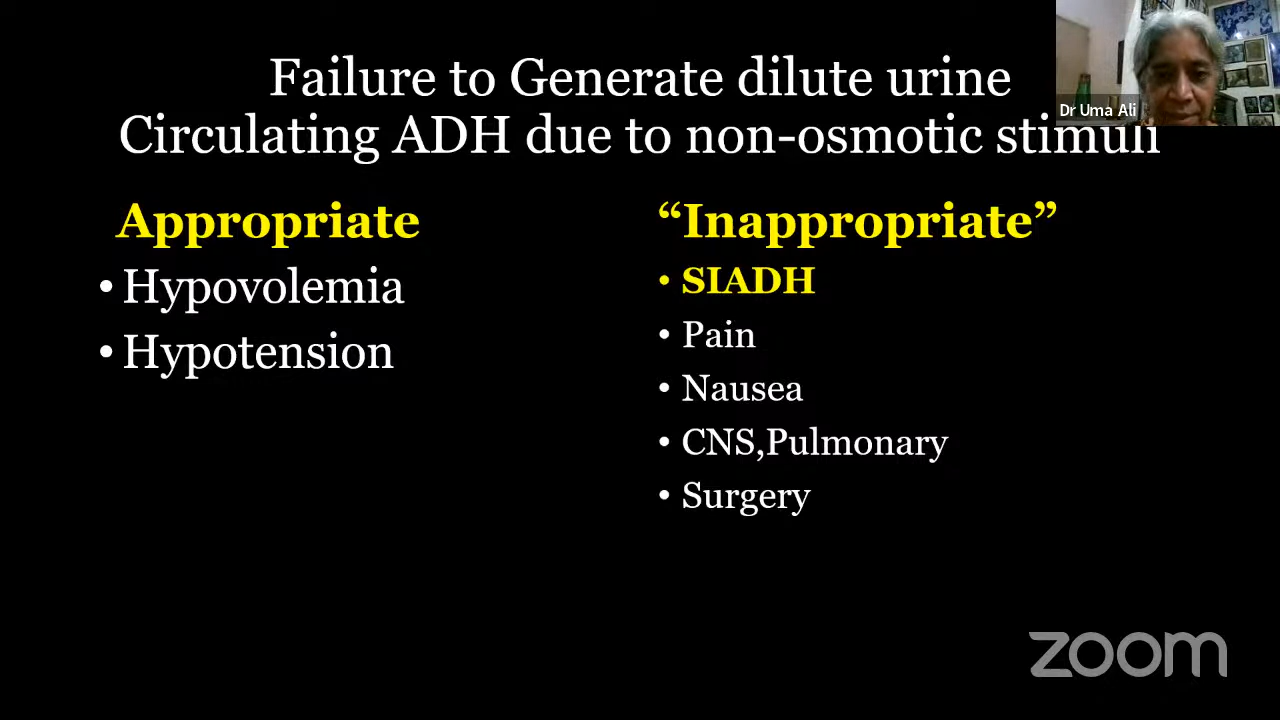 Failure to Generate dilute urine
Circulating ADH due to non-osmotic stimuli
Dr Uma Ali
Appropriate
• Hypovolemia
• Hypotension
“Inappropriate”
• SIADH
• Pain
• Nausea
• CNS,Pulmonary
• Surgery
zoom